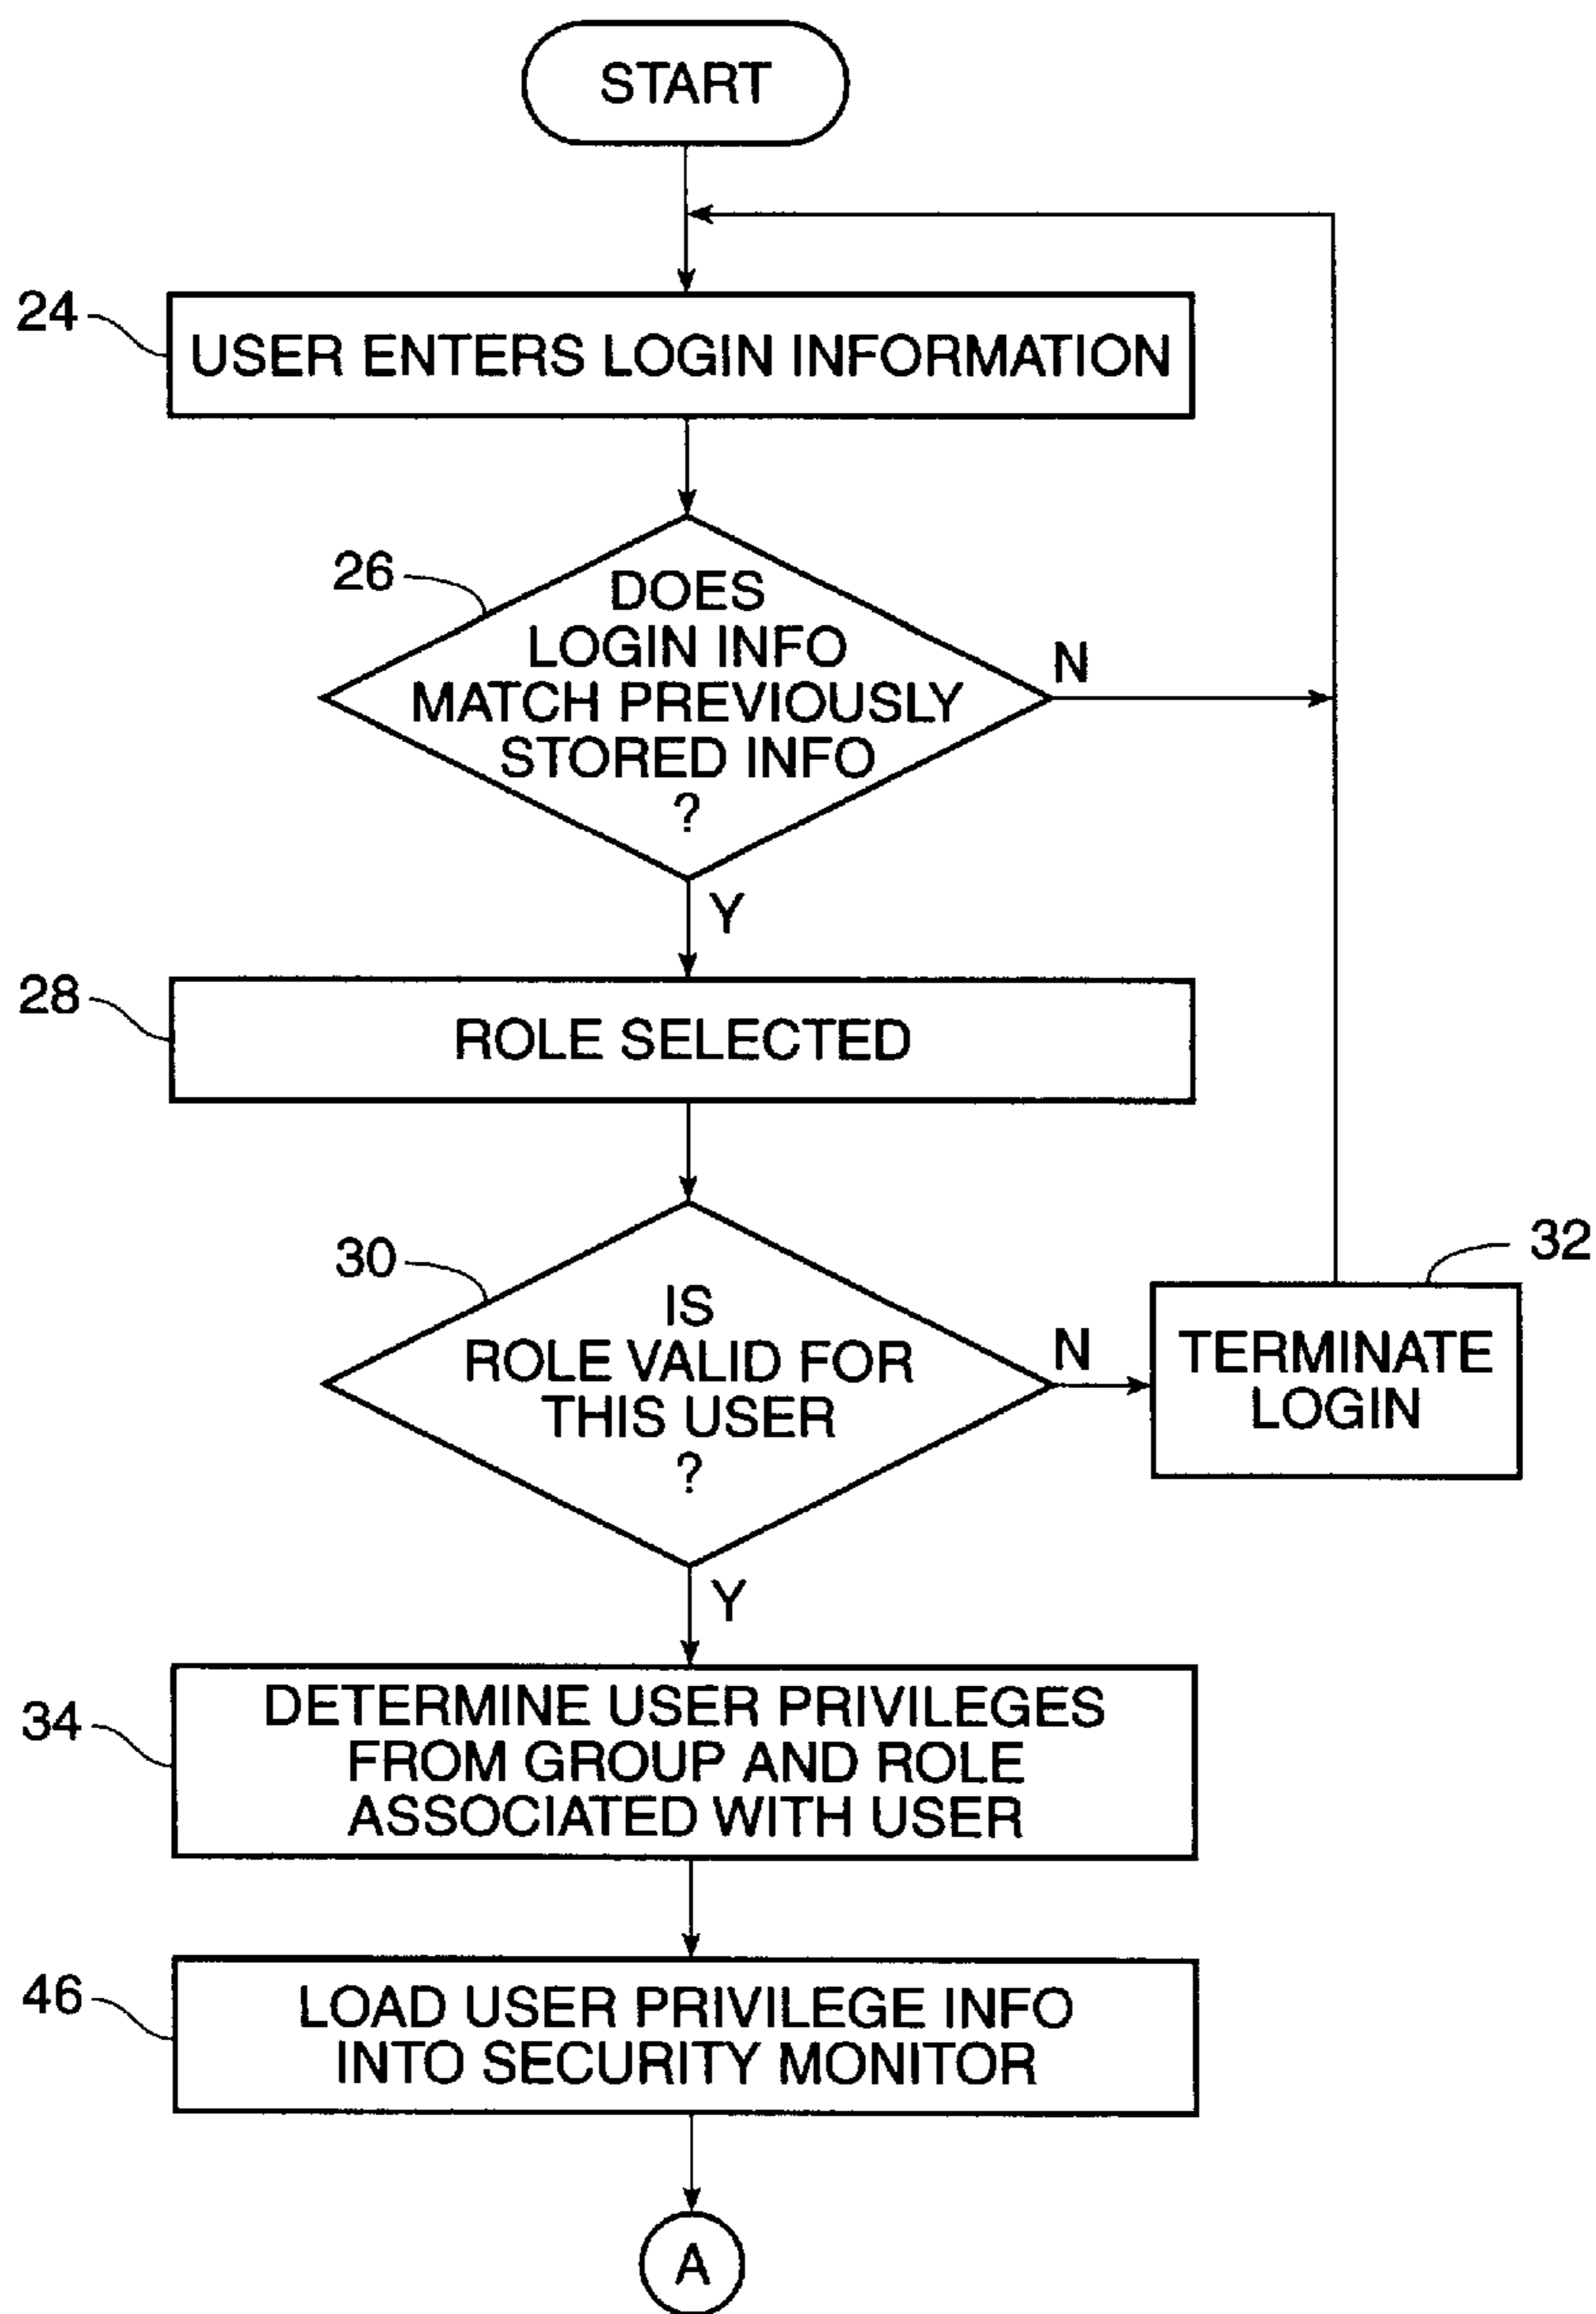 START
24
USER ENTERS LOGIN INFORMATION
26
DOES
LOGIN INFO
MATCH PREVIOUSLY
STORED INFO
?
N
Y
28
ROLE SELECTED
30
IS
ROLE VALID FOR
THIS USER
?
N
32
TERMINATE
LOGIN
Y
34
DETERMINE USER PRIVILEGES
FROM GROUP AND ROLE
ASSOCIATED WITH USER
46
LOAD USER PRIVILEGE INFO
INTO SECURITY MONITOR
A